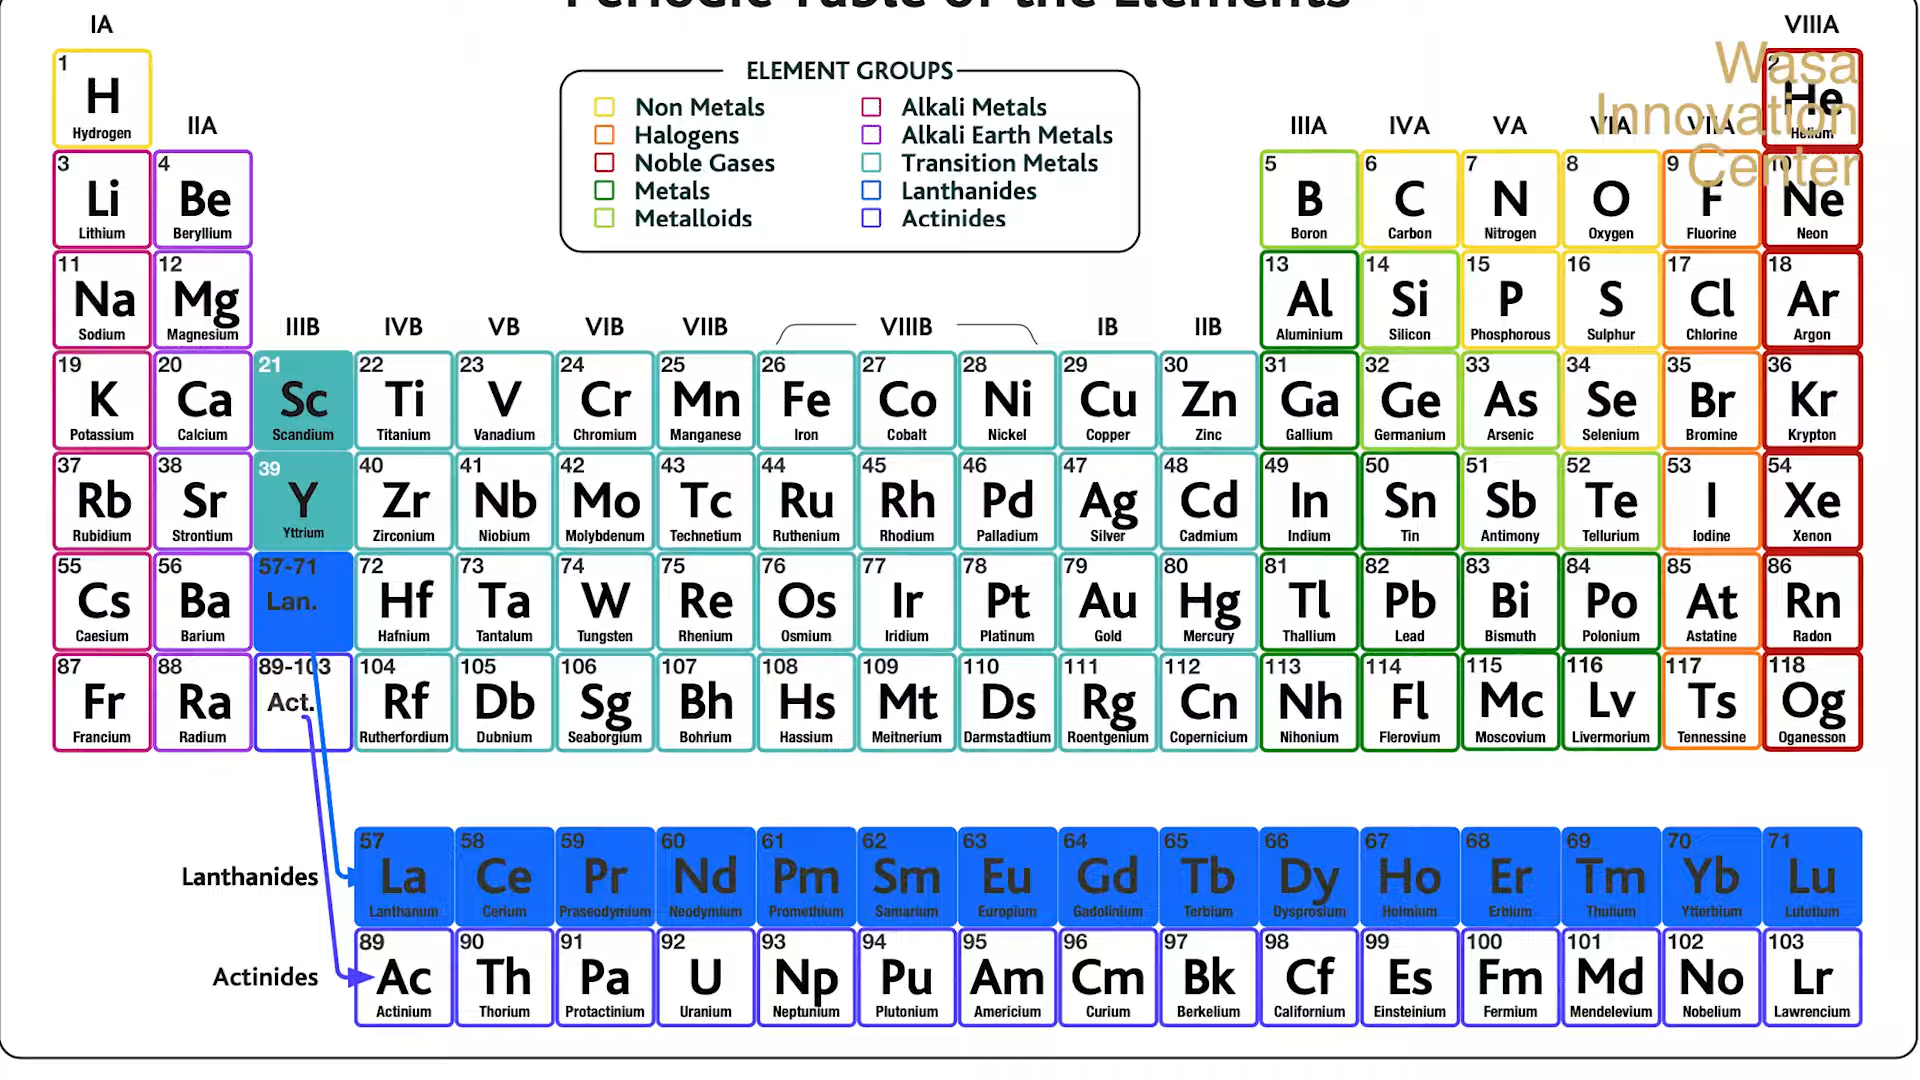 Periodic Table of the Elements
IA
VIIIA
Wasa
Innovation
Center
ELEMENT GROUPS
Non Metals
Halogens
Noble Gases
Metals
Metalloids
Alkali Metals
Alkali Earth Metals
Transition Metals
Lanthanides
Actinides
IIA
IIIA IVA VA VIA VIIA
1 H Hydrogen
2 He Helium
3 Li Lithium
4 Be Beryllium
5 B Boron
6 C Carbon
7 N Nitrogen
8 O Oxygen
9 F Fluorine
10 Ne Neon
11 Na Sodium
12 Mg Magnesium
13 Al Aluminium
14 Si Silicon
15 P Phosphorous
16 S Sulphur
17 Cl Chlorine
18 Ar Argon
IIIB IVB VB VIB VIIB VIIIB IB IIB
19 K Potassium
20 Ca Calcium
21 Sc Scandium
22 Ti Titanium
23 V Vanadium
24 Cr Chromium
25 Mn Manganese
26 Fe Iron
27 Co Cobalt
28 Ni Nickel
29 Cu Copper
30 Zn Zinc
31 Ga Gallium
32 Ge Germanium
33 As Arsenic
34 Se Selenium
35 Br Bromine
36 Kr Krypton
37 Rb Rubidium
38 Sr Strontium
39 Y Yttrium
40 Zr Zirconium
41 Nb Niobium
42 Mo Molybdenum
43 Tc Technetium
44 Ru Ruthenium
45 Rh Rhodium
46 Pd Palladium
47 Ag Silver
48 Cd Cadmium
49 In Indium
50 Sn Tin
51 Sb Antimony
52 Te Tellurium
53 I Iodine
54 Xe Xenon
55 Cs Caesium
56 Ba Barium
57-71 Lan.
72 Hf Hafnium
73 Ta Tantalum
74 W Tungsten
75 Re Rhenium
76 Os Osmium
77 Ir Iridium
78 Pt Platinum
79 Au Gold
80 Hg Mercury
81 Tl Thallium
82 Pb Lead
83 Bi Bismuth
84 Po Polonium
85 At Astatine
86 Rn Radon
87 Fr Francium
88 Ra Radium
89-103 Act.
104 Rf Rutherfordium
105 Db Dubnium
106 Sg Seaborgium
107 Bh Bohrium
108 Hs Hassium
109 Mt Meitnerium
110 Ds Darmstadtium
111 Rg Roentgenium
112 Cn Copernicium
113 Nh Nihonium
114 Fl Flerovium
115 Mc Moscovium
116 Lv Livermorium
117 Ts Tennessine
118 Og Oganesson
Lanthanides
57 La Lanthanum
58 Ce Cerium
59 Pr Praseodymium
60 Nd Neodymium
61 Pm Promethium
62 Sm Samarium
63 Eu Europium
64 Gd Gadolinium
65 Tb Terbium
66 Dy Dysprosium
67 Ho Holmium
68 Er Erbium
69 Tm Thulium
70 Yb Ytterbium
71 Lu Lutetium
Actinides
89 Ac Actinium
90 Th Thorium
91 Pa Protactinium
92 U Uranium
93 Np Neptunium
94 Pu Plutonium
95 Am Americium
96 Cm Curium
97 Bk Berkelium
98 Cf Californium
99 Es Einsteinium
100 Fm Fermium
101 Md Mendelevium
102 No Nobelium
103 Lr Lawrencium